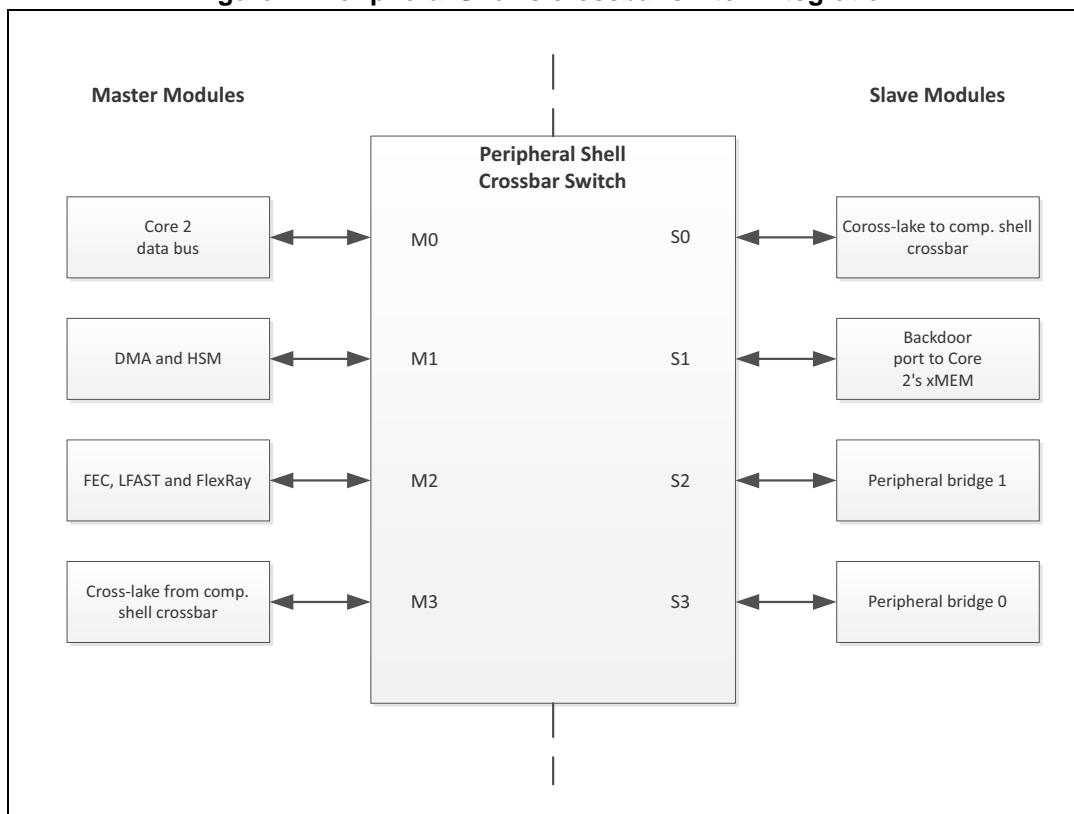 Master Modules
Slave Modules
Peripheral Shell
Crossbar Switch
Core 2
data bus
M0
S0
Coross-lake to comp. shell
crossbar
DMA and HSM
M1
S1
Backdoor
port to Core
2's xMEM
FEC, LFAST and FlexRay
M2
S2
Peripheral bridge 1
Cross-lake from comp.
shell crossbar
M3
S3
Peripheral bridge 0